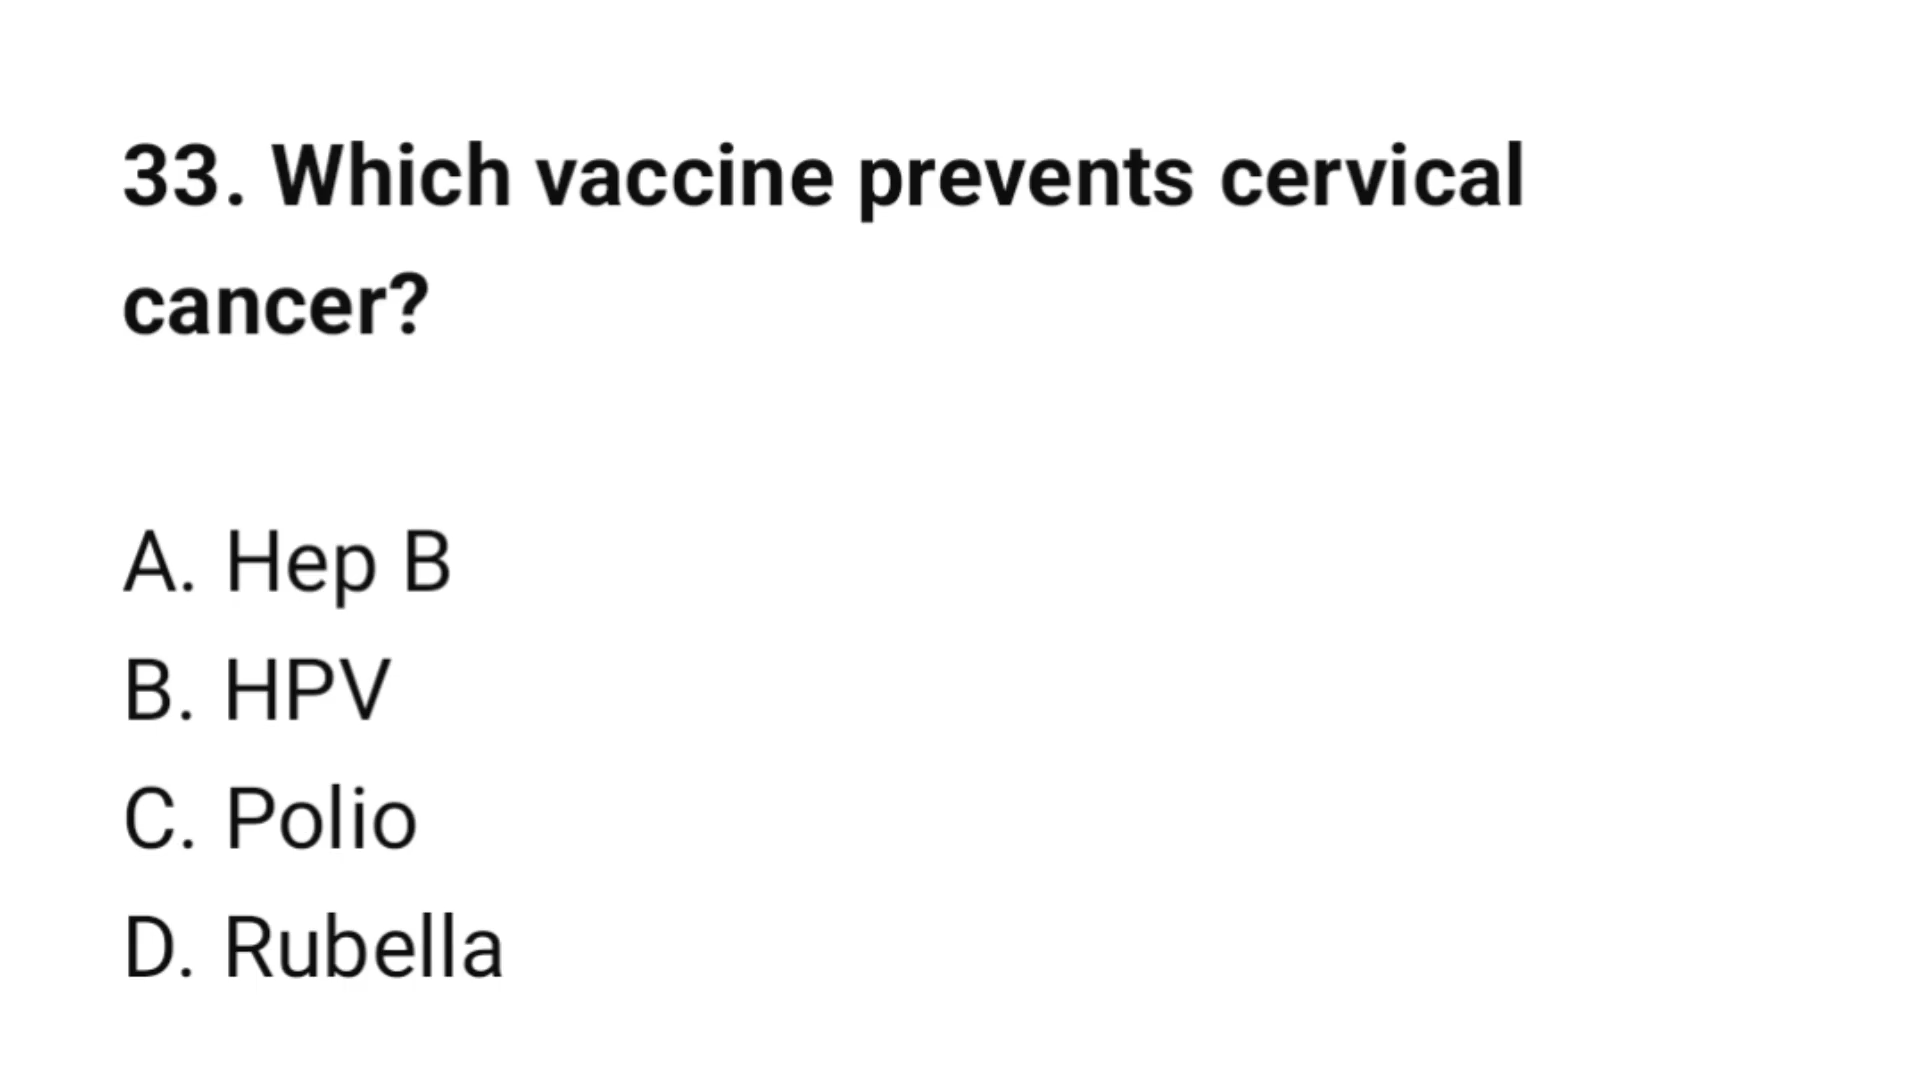 33. Which vaccine prevents cervical
cancer?
A. Hep B
B. HPV
C. Polio
D. Rubella